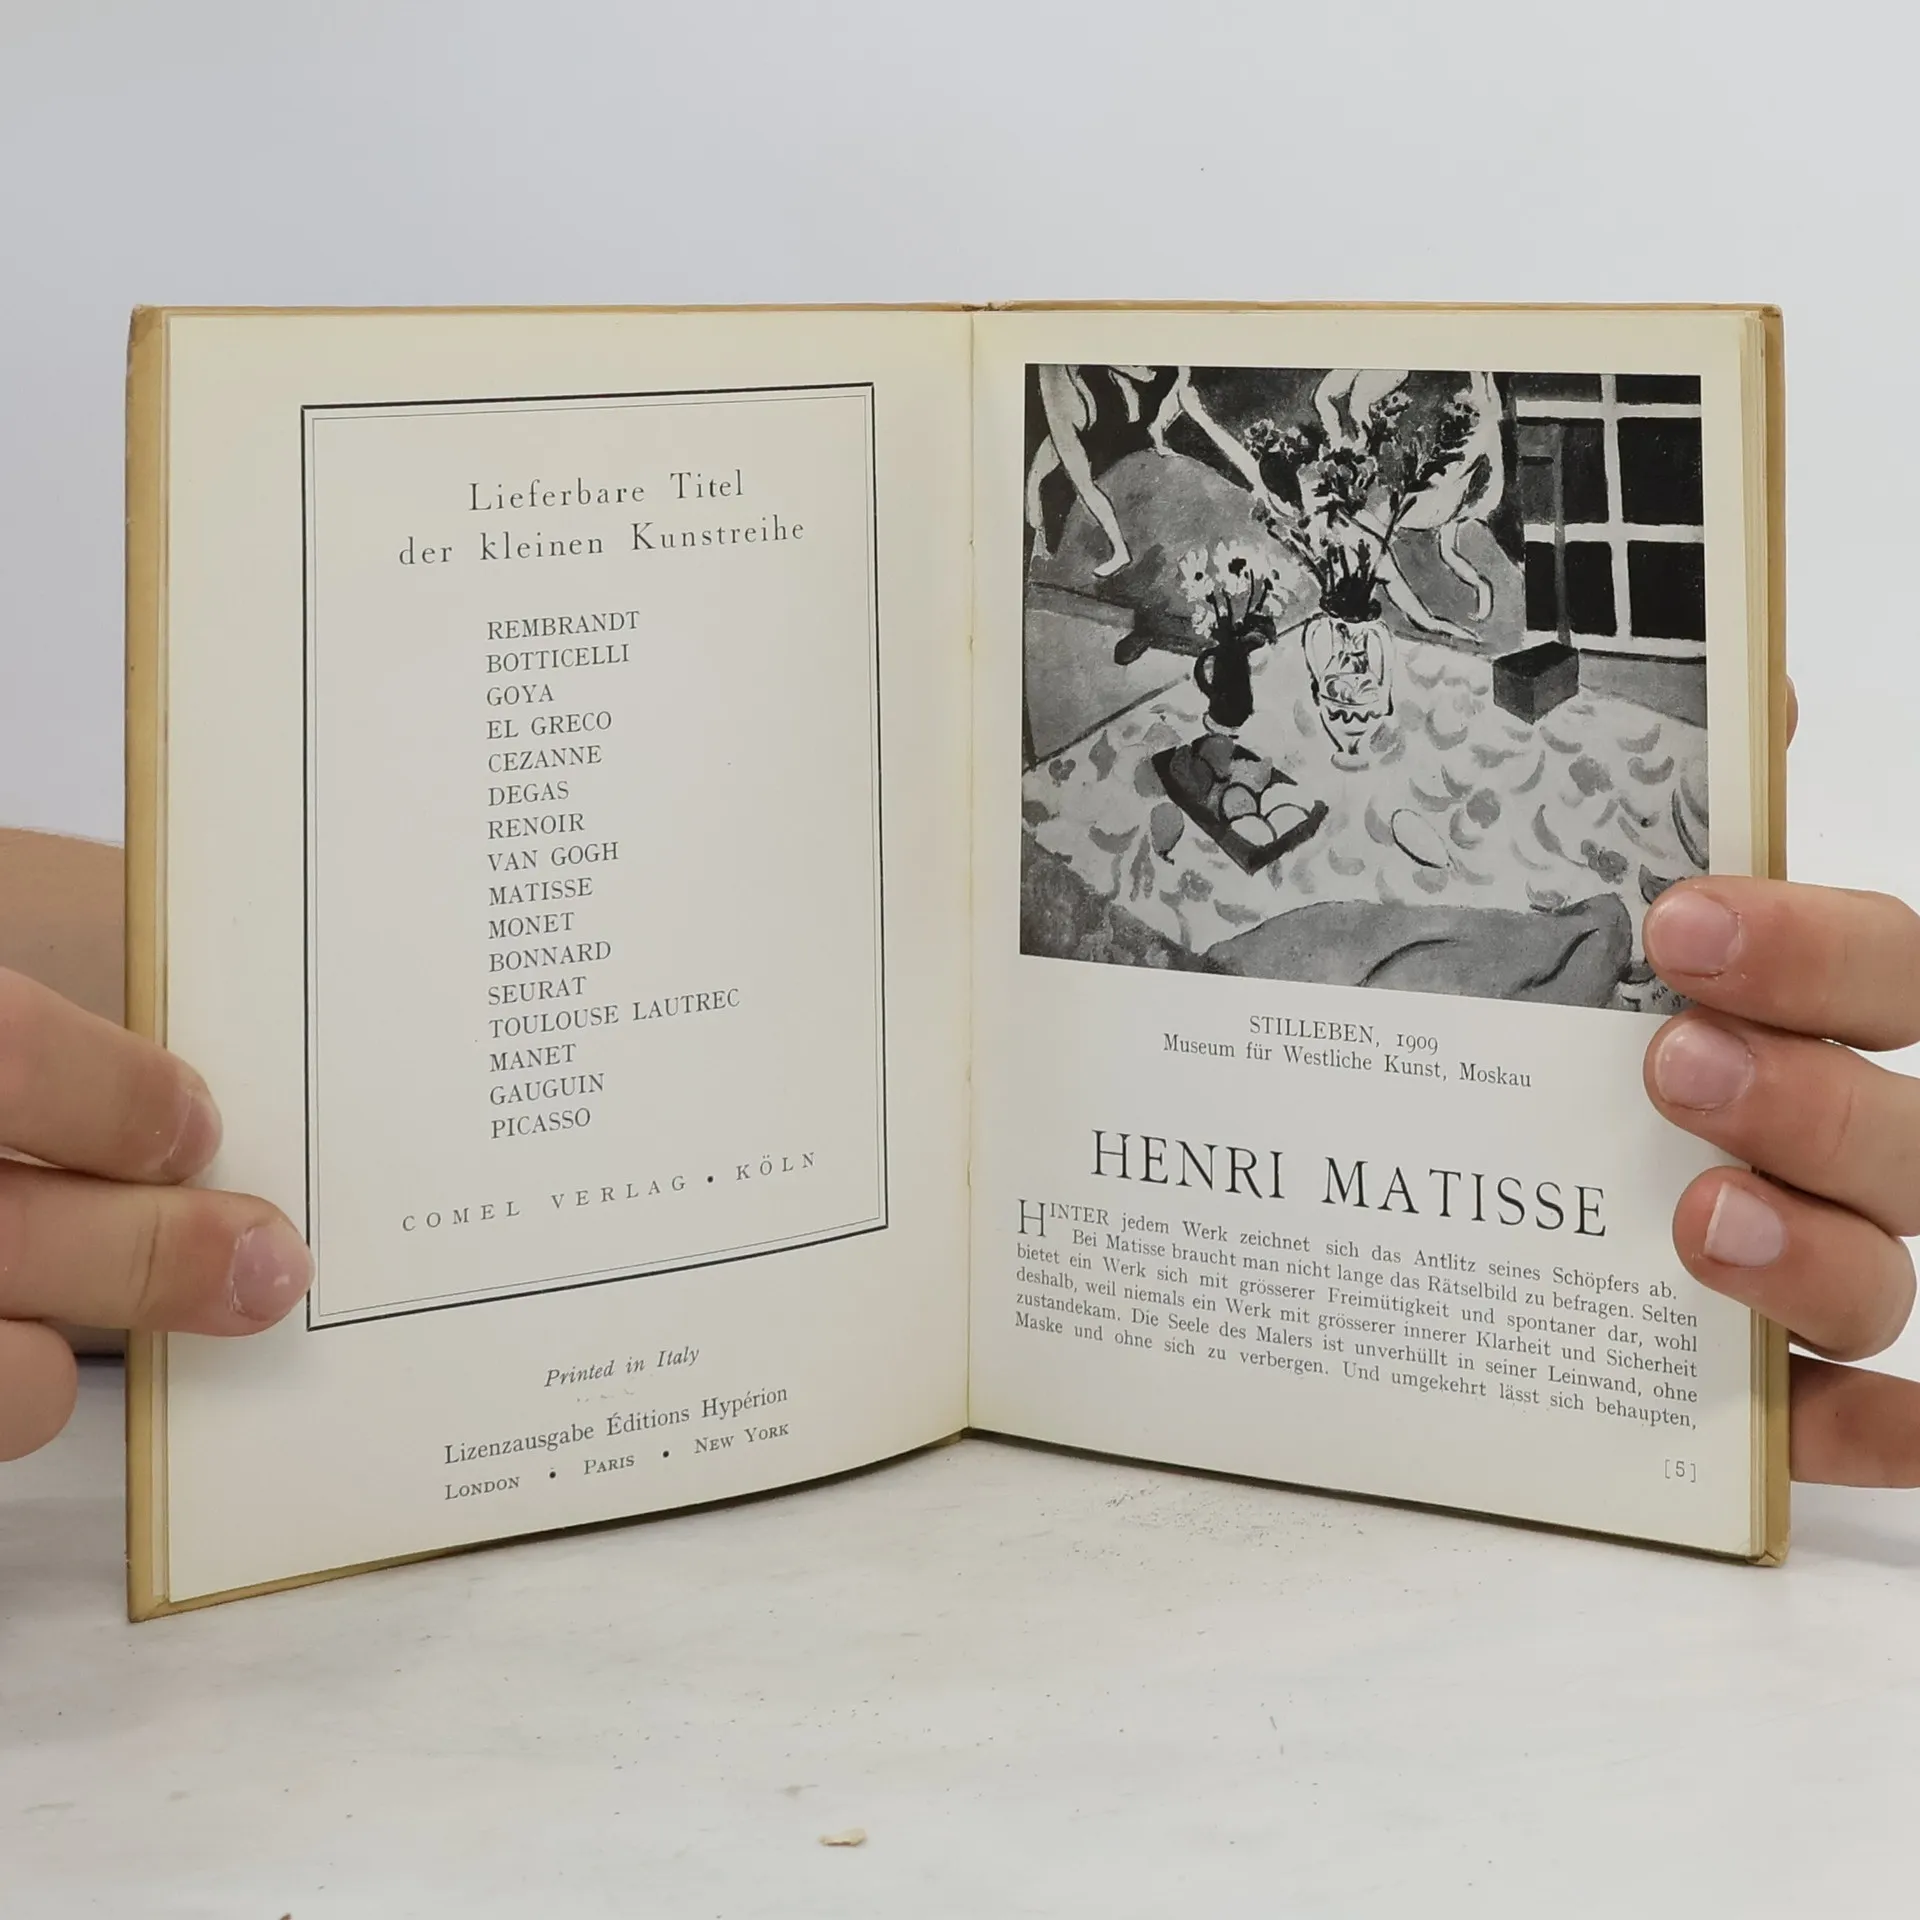 Lieferbare Titel
der kleinen Kunstreihe
REMBRANDT
BOTTICELLI
GOYA
EL GRECO
CEZANNE
DEGAS
RENOIR
VAN GOGH
MATISSE
MONET
BONNARD
SEURAT
TOULOUSE LAUTREC
MANET
GAUGUIN
PICASSO
COMEL VERLAG • KÖLN
Printed in Italy
Lizenzausgabe Éditions Hypérion
LONDON • PARIS • NEW YORK
STILLEBEN, 1909
Museum für Westliche Kunst, Moskau
HENRI MATISSE
HINTER jedem Werk zeichnet sich das Antlitz seines Schöpfers ab.
Bei Matisse braucht man nicht lange das Rätselbild zu befragen. Selten
bietet ein Werk sich mit grösserer Freimütigkeit und spontaner dar, wohl
deshalb, weil niemals ein Werk mit grösserer innerer Klarheit und Sicherheit
zustandekam. Die Seele des Malers ist unverhüllt in seiner Leinwand, ohne
Maske und ohne sich zu verbergen. Und umgekehrt lässt sich behaupten,
[5]